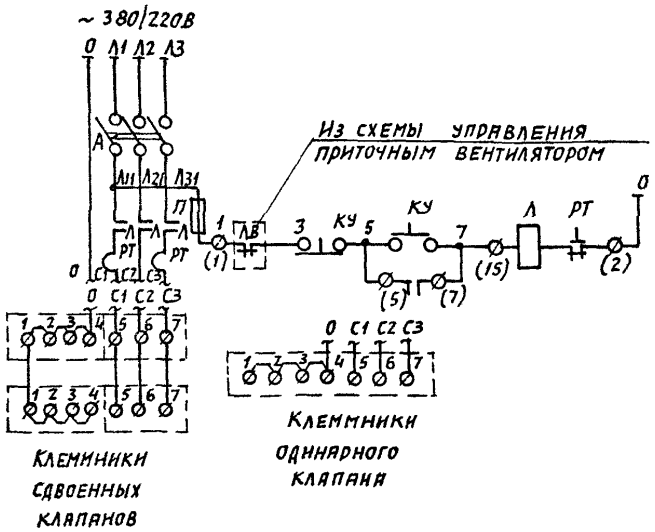 ~ 380/220В
0 Л1 Л2 Л3
А
Из схемы управления
приточным вентилятором
Л11 Л21 Л31
П
Л Л Л
РТ РТ
1 ЛВ 3 КУ 5 КУ 7 Л РТ 0
(1) (15) (2)
(5) (7)
0 С1 С2 С3
0 С1 С2 С3
1 2 3 4 5 6 7
1 2 3 4 5 6 7
Клеммники
сдвоенных
клапанов
0 С1 С2 С3
1 2 3 4 5 6 7
Клеммники
одинарного
клапана